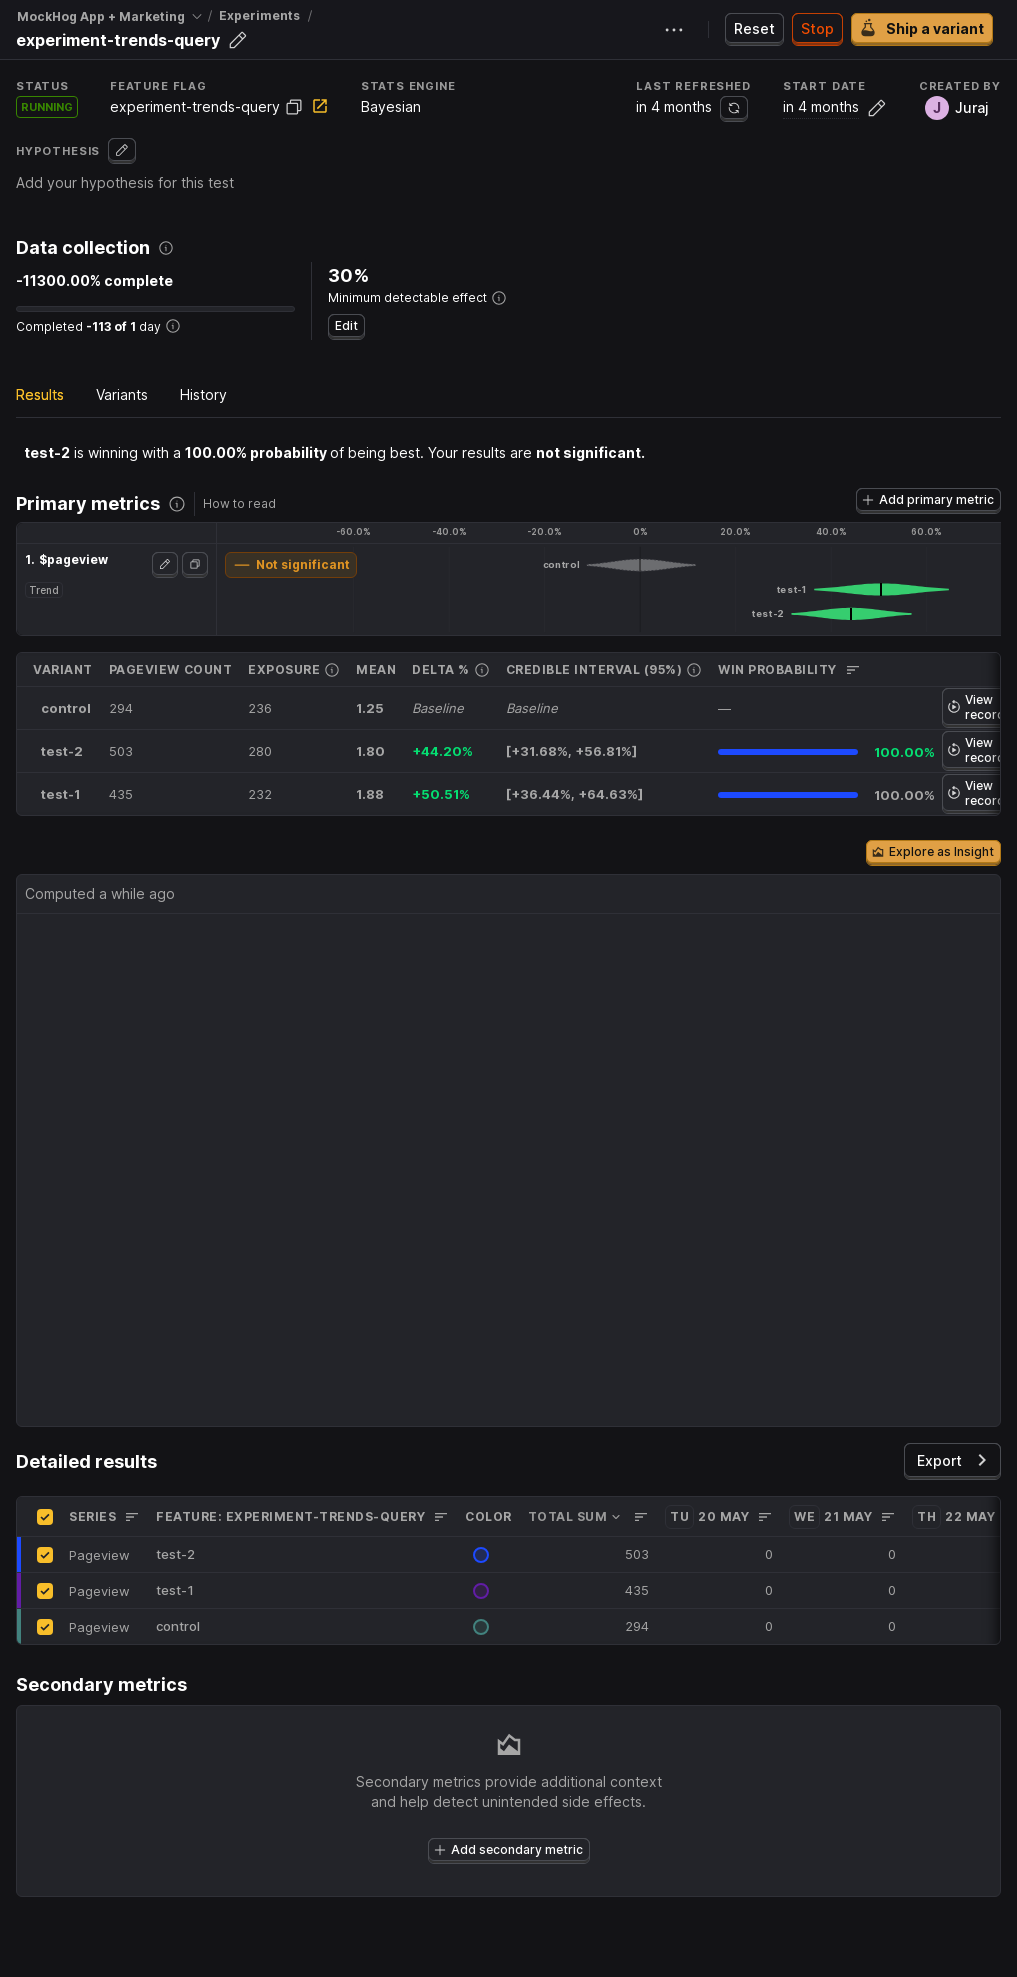 MockHog App + Marketing / Experiments /
experiment-trends-query
Reset
Stop
Ship a variant
STATUS
RUNNING
FEATURE FLAG
experiment-trends-query
STATS ENGINE
Bayesian
LAST REFRESHED
in 4 months
START DATE
in 4 months
CREATED BY
J Juraj
HYPOTHESIS
Add your hypothesis for this test
Data collection
-11300.00% complete
Completed -113 of 1 day
30%
Minimum detectable effect
Edit
Results Variants History
test-2 is winning with a 100.00% probability of being best. Your results are not significant.
Primary metrics
How to read
Add primary metric
-60.0% -40.0% -20.0% 0% 20.0% 40.0% 60.0%
1. $pageview
Trend
Not significant
control
test-1
test-2
VARIANT PAGEVIEW COUNT EXPOSURE MEAN DELTA % CREDIBLE INTERVAL (95%) WIN PROBABILITY
control 294 236 1.25 Baseline Baseline —
View
recor
test-2 503 280 1.80 +44.20% [+31.68%, +56.81%] 100.00%
View
recor
test-1 435 232 1.88 +50.51% [+36.44%, +64.63%] 100.00%
View
recor
Explore as Insight
Computed a while ago
Detailed results
Export
SERIES FEATURE: EXPERIMENT-TRENDS-QUERY COLOR TOTAL SUM TU 20 MAY WE 21 MAY TH 22 MAY
Pageview test-2 503 0 0
Pageview test-1 435 0 0
Pageview control 294 0 0
Secondary metrics
Secondary metrics provide additional context
and help detect unintended side effects.
Add secondary metric